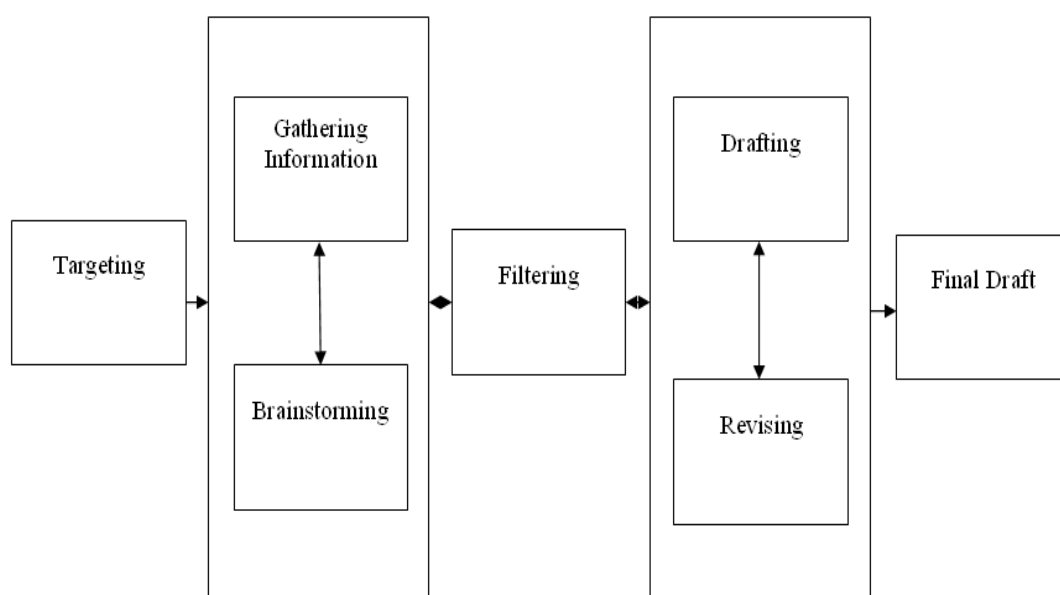 Targeting
Gathering
Information
Brainstorming
Filtering
Drafting
Revising
Final Draft